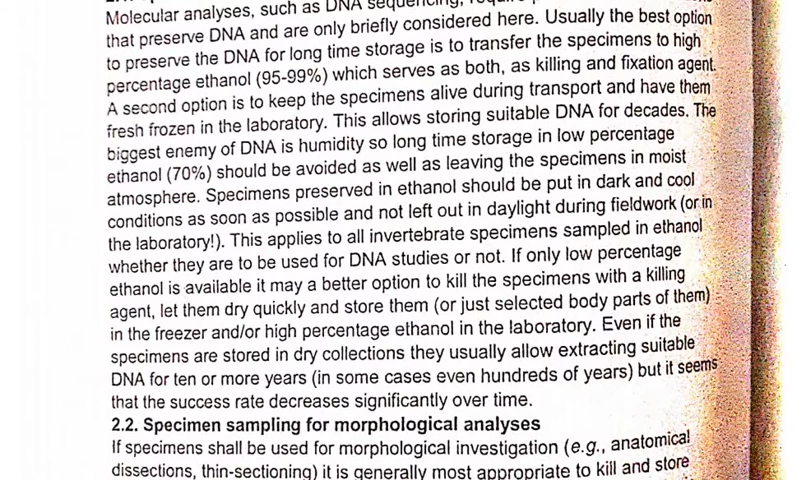 Molecular analyses, such as DNA sequencing, require
that preserve DNA and are only briefly considered here. Usually the best option
to preserve the DNA for long time storage is to transfer the specimens to high
percentage ethanol (95-99%) which serves as both, as killing and fixation agent.
A second option is to keep the specimens alive during transport and have them
fresh frozen in the laboratory. This allows storing suitable DNA for decades. The
biggest enemy of DNA is humidity so long time storage in low percentage
ethanol (70%) should be avoided as well as leaving the specimens in moist
atmosphere. Specimens preserved in ethanol should be put in dark and cool
conditions as soon as possible and not left out in daylight during fieldwork (or in
the laboratory!). This applies to all invertebrate specimens sampled in ethanol
whether they are to be used for DNA studies or not. If only low percentage
ethanol is available it may a better option to kill the specimens with a killing
agent, let them dry quickly and store them (or just selected body parts of them)
in the freezer and/or high percentage ethanol in the laboratory. Even if the
specimens are stored in dry collections they usually allow extracting suitable
DNA for ten or more years (in some cases even hundreds of years) but it seems
that the success rate decreases significantly over time.
2.2. Specimen sampling for morphological analyses
If specimens shall be used for morphological investigation (e.g., anatomical
dissections, thin-sectioning) it is generally most appropriate to kill and store